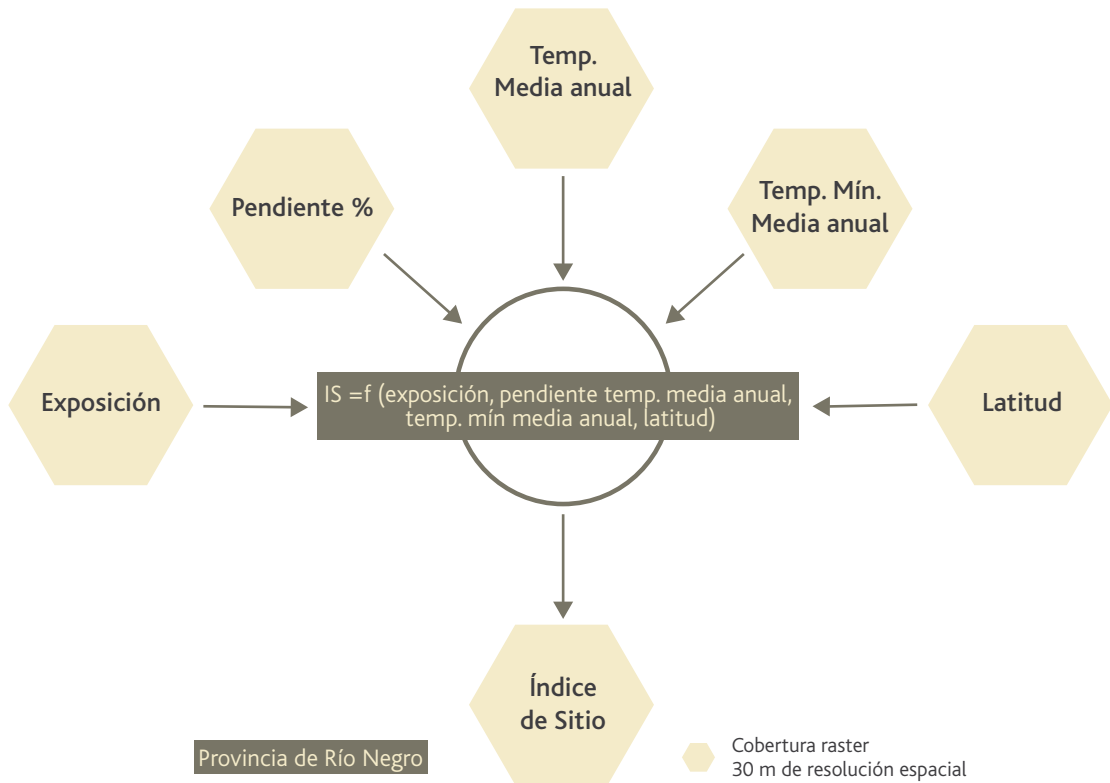 Temp.
Media anual
Pendiente %
Temp. Mín.
Media anual
Exposición
IS =f (exposición, pendiente temp. media anual,
temp. mín media anual, latitud)
Latitud
Índice
de Sitio
Provincia de Río Negro
Cobertura raster
30 m de resolución espacial